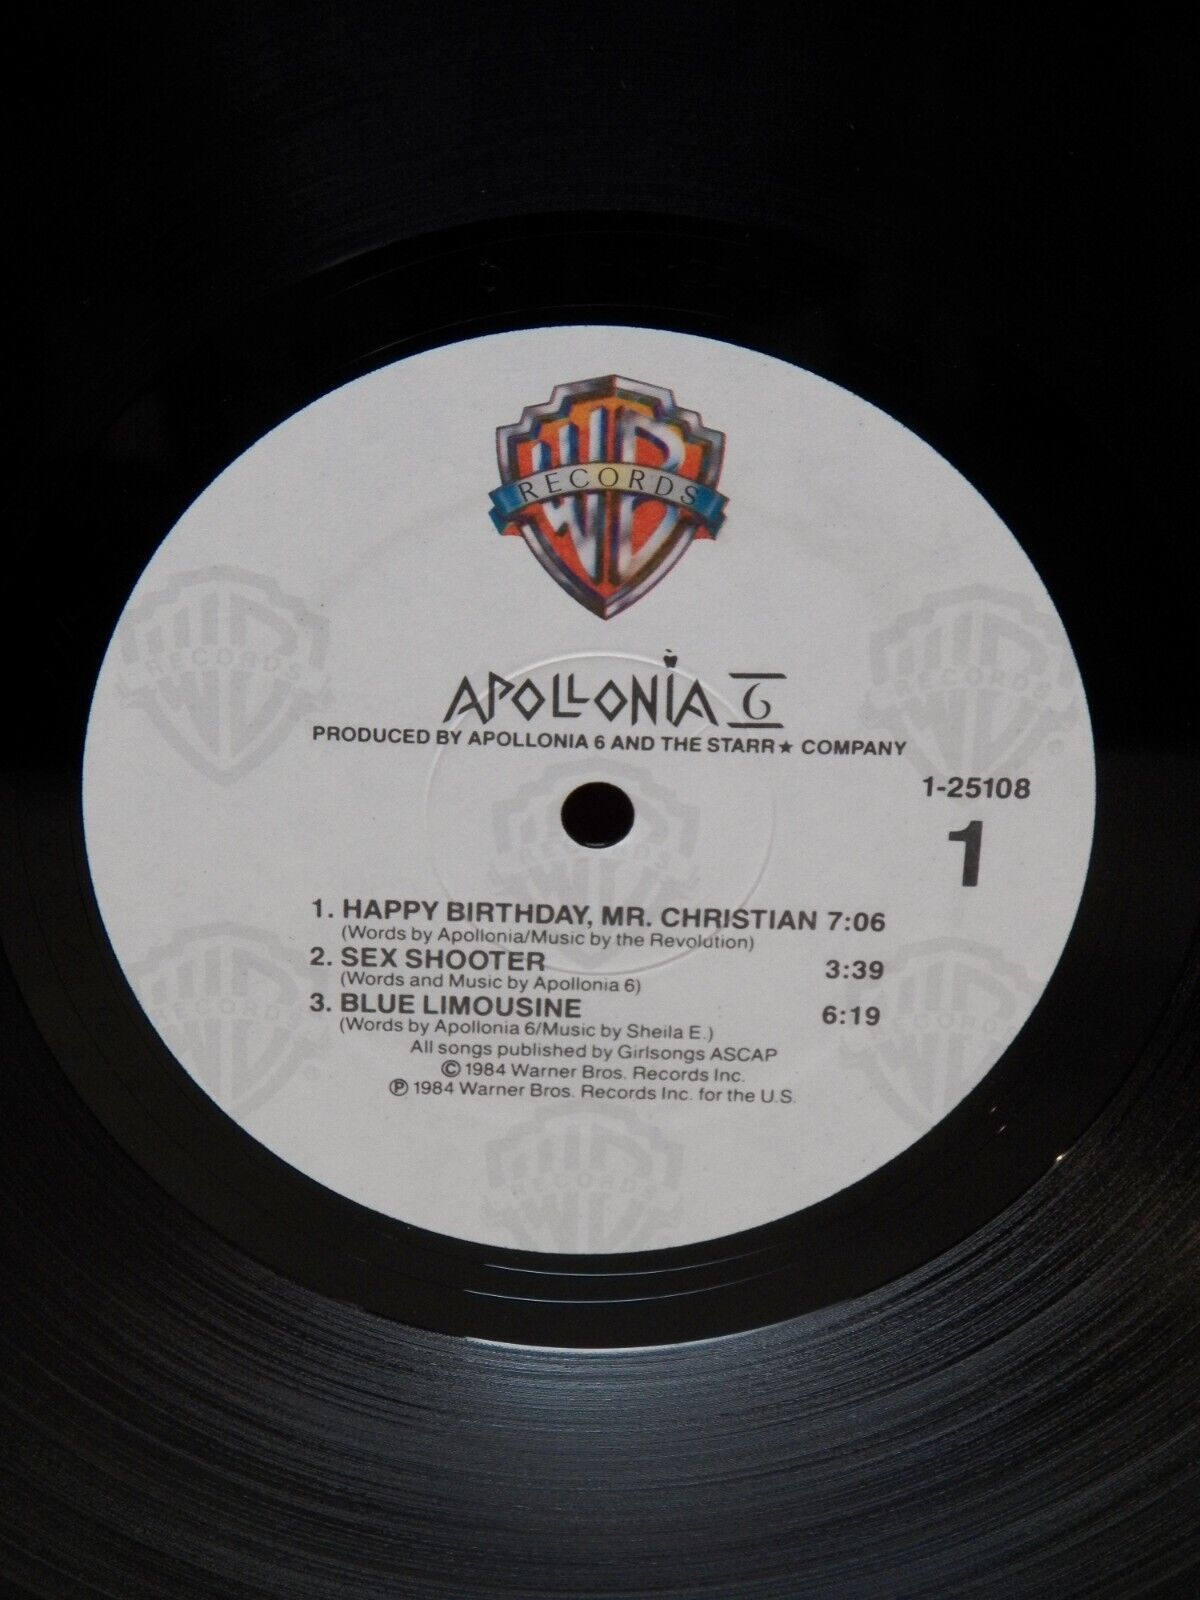 WB
RECORDS
APOLLONIA 6
PRODUCED BY APOLLONIA 6 AND THE STARR★ COMPANY
1-25108
1
1. HAPPY BIRTHDAY, MR. CHRISTIAN 7:06
(Words by Apollonia/Music by the Revolution)
2. SEX SHOOTER 3:39
(Words and Music by Apollonia 6)
3. BLUE LIMOUSINE 6:19
(Words by Apollonia 6/Music by Sheila E.)
All songs published by Girlsongs ASCAP
© 1984 Warner Bros. Records Inc.
℗ 1984 Warner Bros. Records Inc. for the U.S.